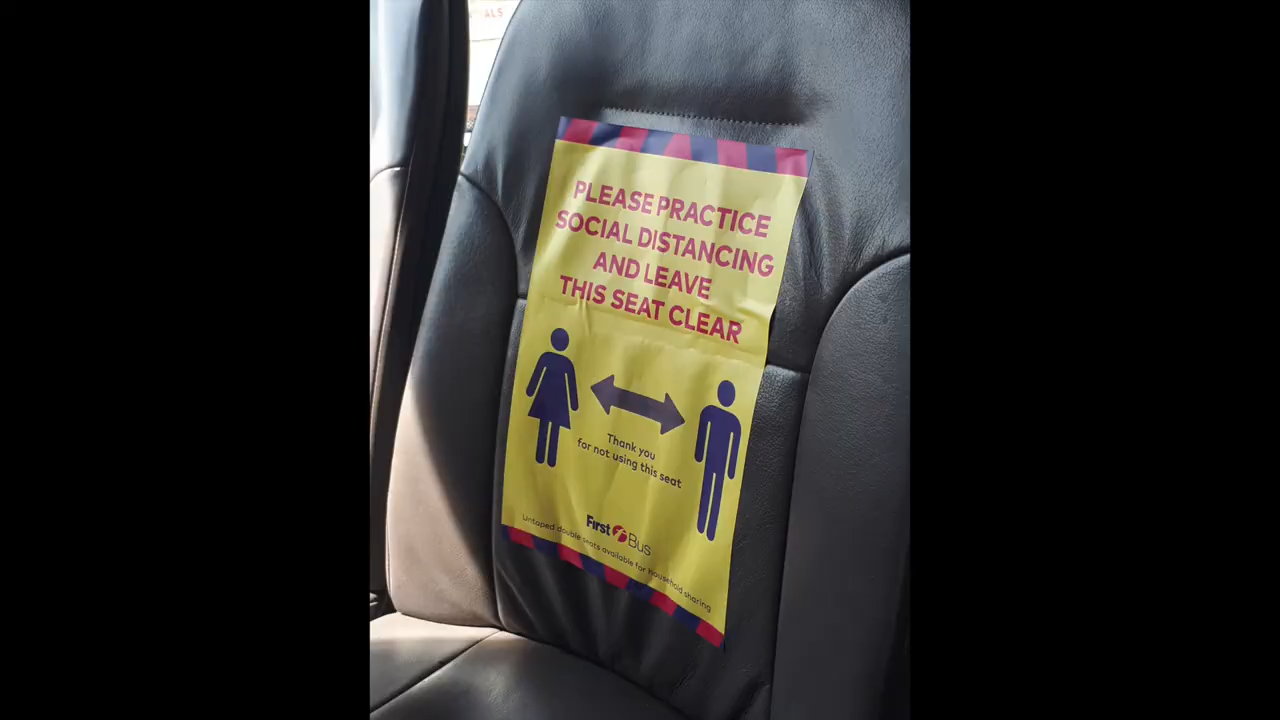 ALS
PLEASE PRACTICE
SOCIAL DISTANCING
AND LEAVE
THIS SEAT CLEAR
Thank you
for not using this seat
First Bus
Untaped double seats available for household sharing